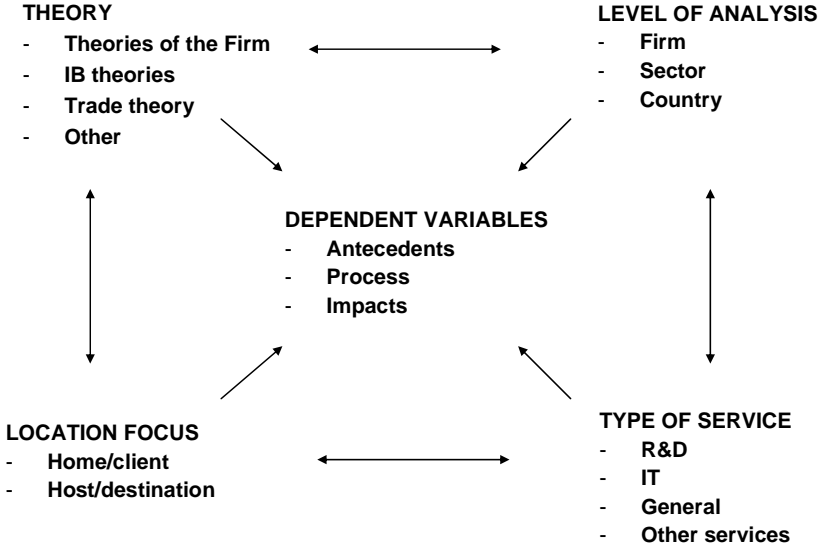 THEORY
- Theories of the Firm
- IB theories
- Trade theory
- Other
LEVEL OF ANALYSIS
- Firm
- Sector
- Country
DEPENDENT VARIABLES
- Antecedents
- Process
- Impacts
LOCATION FOCUS
- Home/client
- Host/destination
TYPE OF SERVICE
- R&D
- IT
- General
- Other services